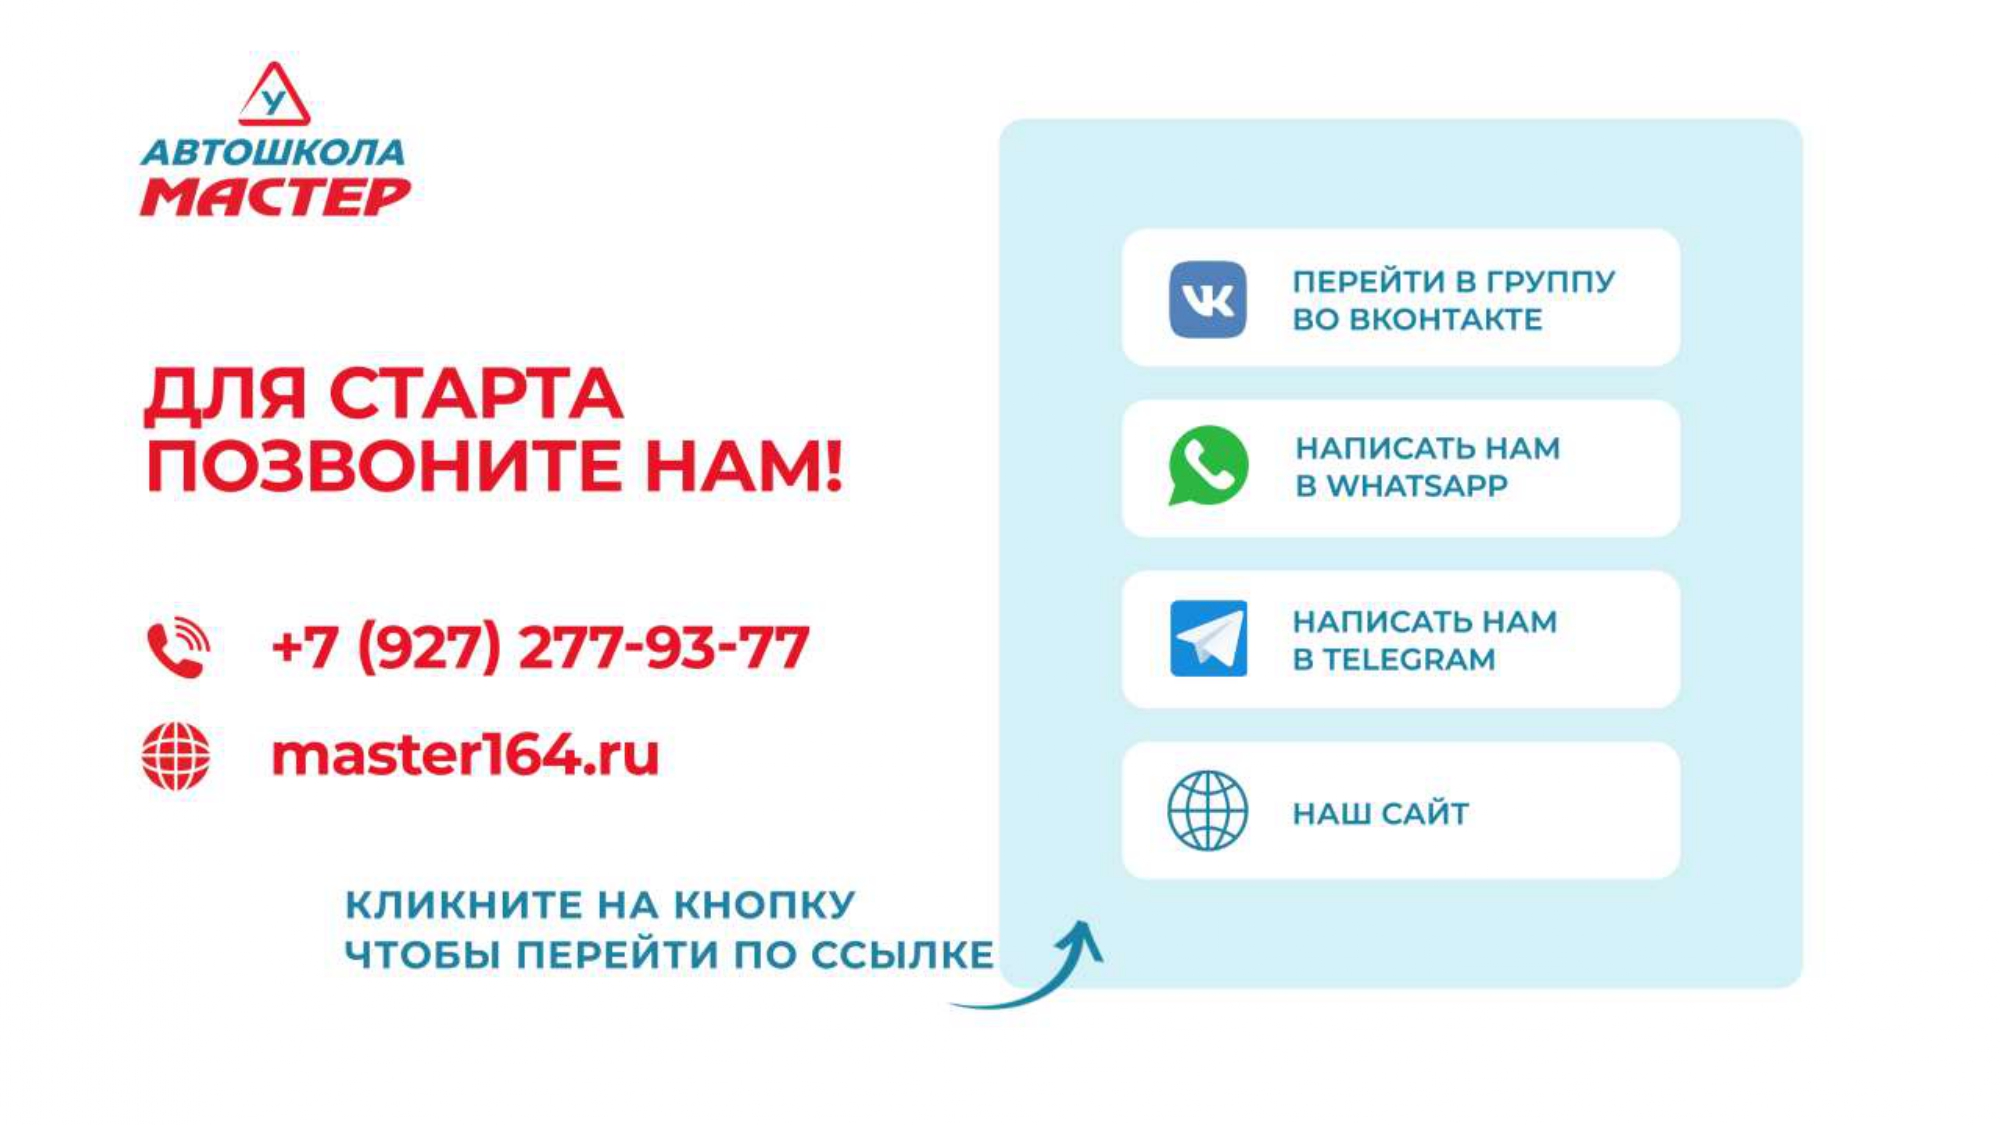 У
АВТОШКОЛА
МАСТЕР
ДЛЯ СТАРТА
ПОЗВОНИТЕ НАМ!
+7 (927) 277-93-77
master164.ru
КЛИКНИТЕ НА КНОПКУ
ЧТОБЫ ПЕРЕЙТИ ПО ССЫЛКЕ
VK
ПЕРЕЙТИ В ГРУППУ
ВО ВКОНТАКТЕ
НАПИСАТЬ НАМ
В WHATSAPP
НАПИСАТЬ НАМ
В TELEGRAM
НАШ САЙТ